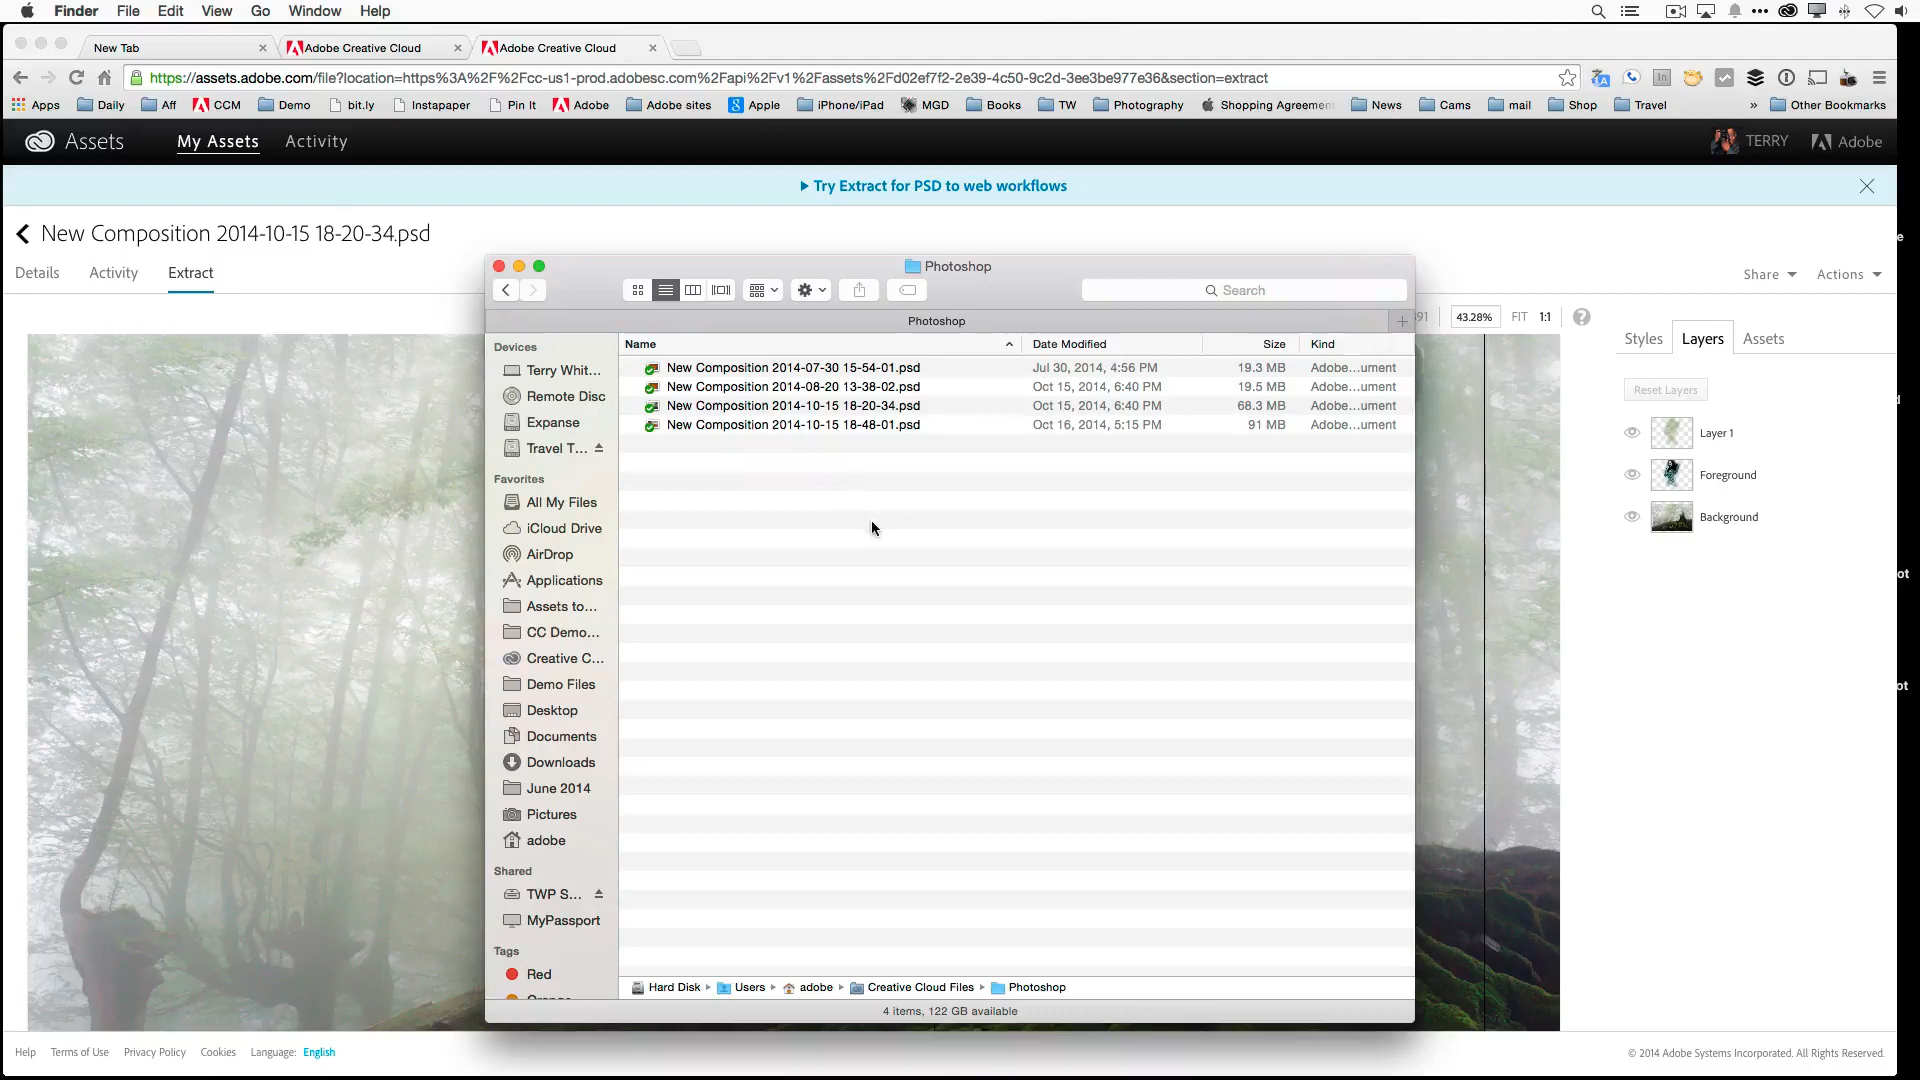 Finder File Edit View Go Window Help
New Tab Adobe Creative Cloud Adobe Creative Cloud
https://assets.adobe.com/file?location=https%3A%2F%2Fcc-us1-prod.adobesc.com%2Fapi%2Fv1%2Fassets%2Fd02ef7f2-2e39-4c50-9c2d-3ee3be977e36&section=extract
Apps Daily Aff CCM Demo bit.ly Instapaper Pin It Adobe Adobe sites Apple iPhone/iPad MGD Books TW Photography Shopping Agreemen News Cams mail Shop Travel » Other Bookmarks
Assets My Assets Activity TERRY Adobe
Try Extract for PSD to web workflows
New Composition 2014-10-15 18-20-34.psd
Details Activity Extract Share Actions
Photoshop
Search
Photoshop
91 43.28% FIT 1:1 ?
Styles Layers Assets
Reset Layers
Layer 1
Foreground
Background
Devices
Terry Whit...
Remote Disc
Expanse
Travel T...
Favorites
All My Files
iCloud Drive
AirDrop
Applications
Assets to...
CC Demo...
Creative C...
Demo Files
Desktop
Documents
Downloads
June 2014
Pictures
adobe
Shared
TWP S...
MyPassport
Tags
Red
Orange
Name Date Modified Size Kind
New Composition 2014-07-30 15-54-01.psd Jul 30, 2014, 4:56 PM 19.3 MB Adobe...ument
New Composition 2014-08-20 13-38-02.psd Oct 15, 2014, 6:40 PM 19.5 MB Adobe...ument
New Composition 2014-10-15 18-20-34.psd Oct 15, 2014, 6:40 PM 68.3 MB Adobe...ument
New Composition 2014-10-15 18-48-01.psd Oct 16, 2014, 5:15 PM 91 MB Adobe...ument
Hard Disk Users adobe Creative Cloud Files Photoshop
4 items, 122 GB available
e
ot
ot
Help Terms of Use Privacy Policy Cookies Language: English
© 2014 Adobe Systems Incorporated. All Rights Reserved.